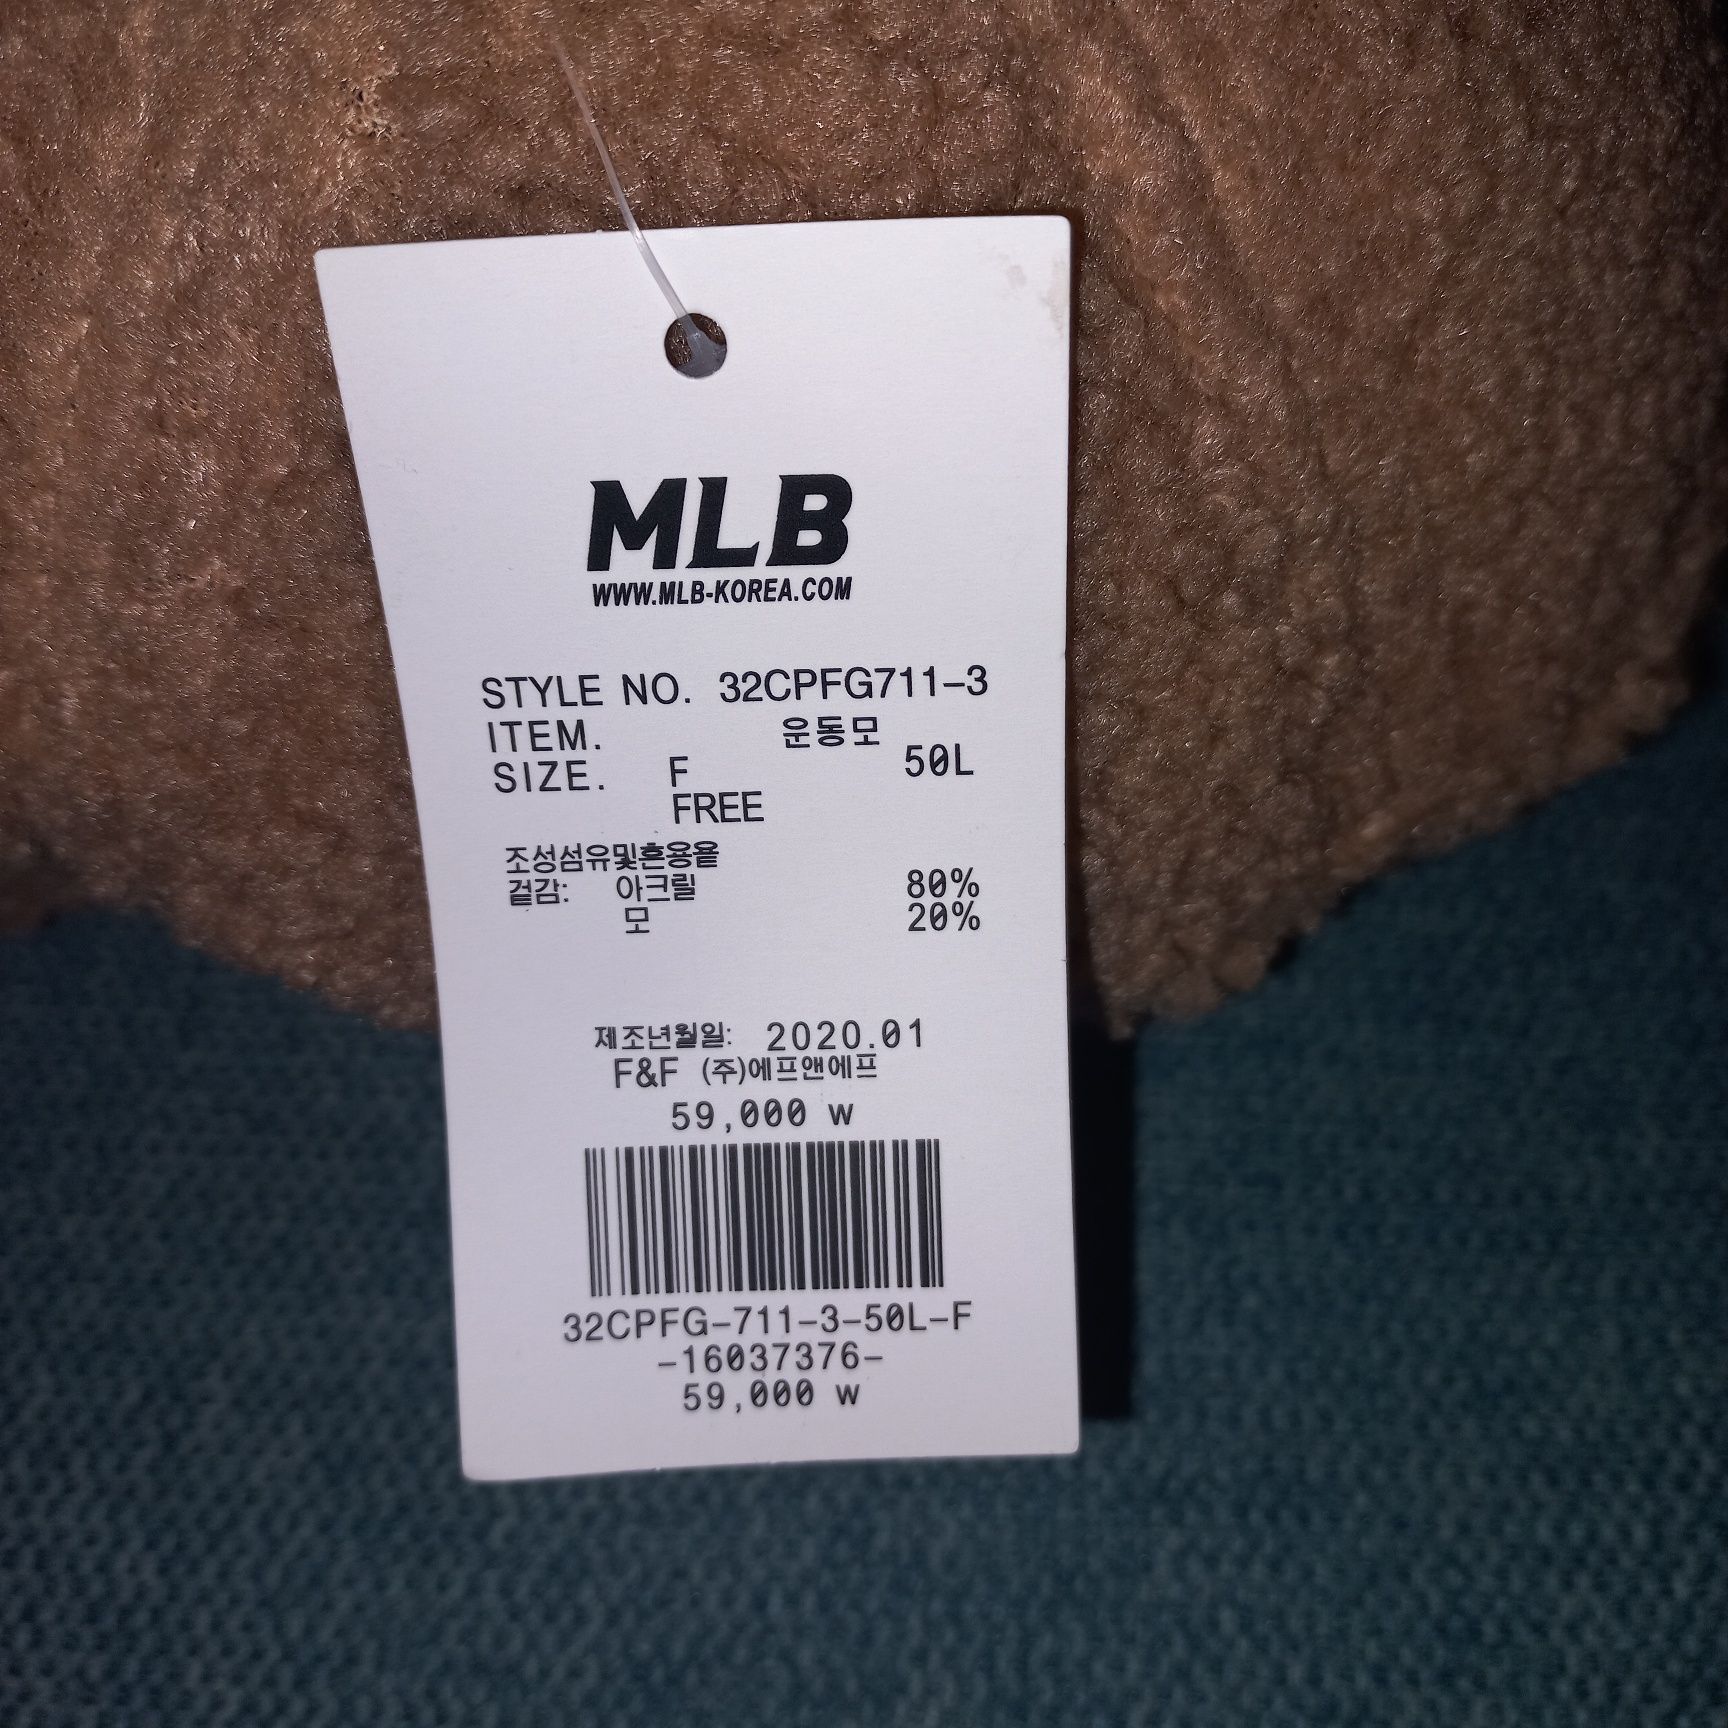 MLB
WWW.MLB-KOREA.COM
STYLE NO. 32CPFG711-3
ITEM. 운동모
SIZE. F 50L
FREE
조성섬유및혼용율
겉감: 아크릴 80%
모 20%
제조년월일: 2020.01
F&F (주)에프앤에프
59,000 W
32CPFG-711-3-50L-F
-16037376-
59,000 W